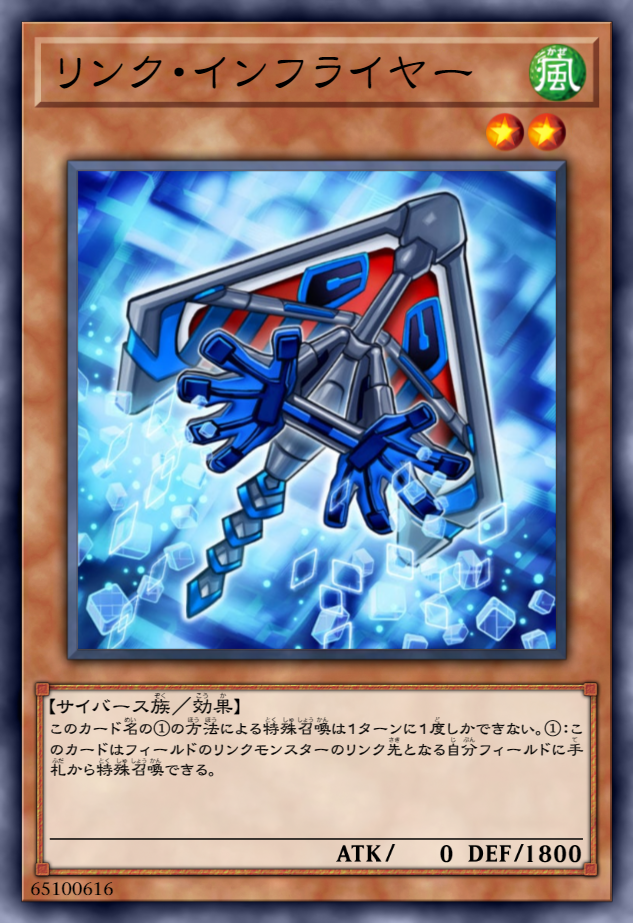 リンク・インフライヤー
風
【サイバース族／効果】
このカード名の①の方法による特殊召喚は1ターンに1度しかできない。①：こ
のカードはフィールドのリンクモンスターのリンク先となる自分フィールドに手
札から特殊召喚できる。
ATK/ 0 DEF/1800
65100616